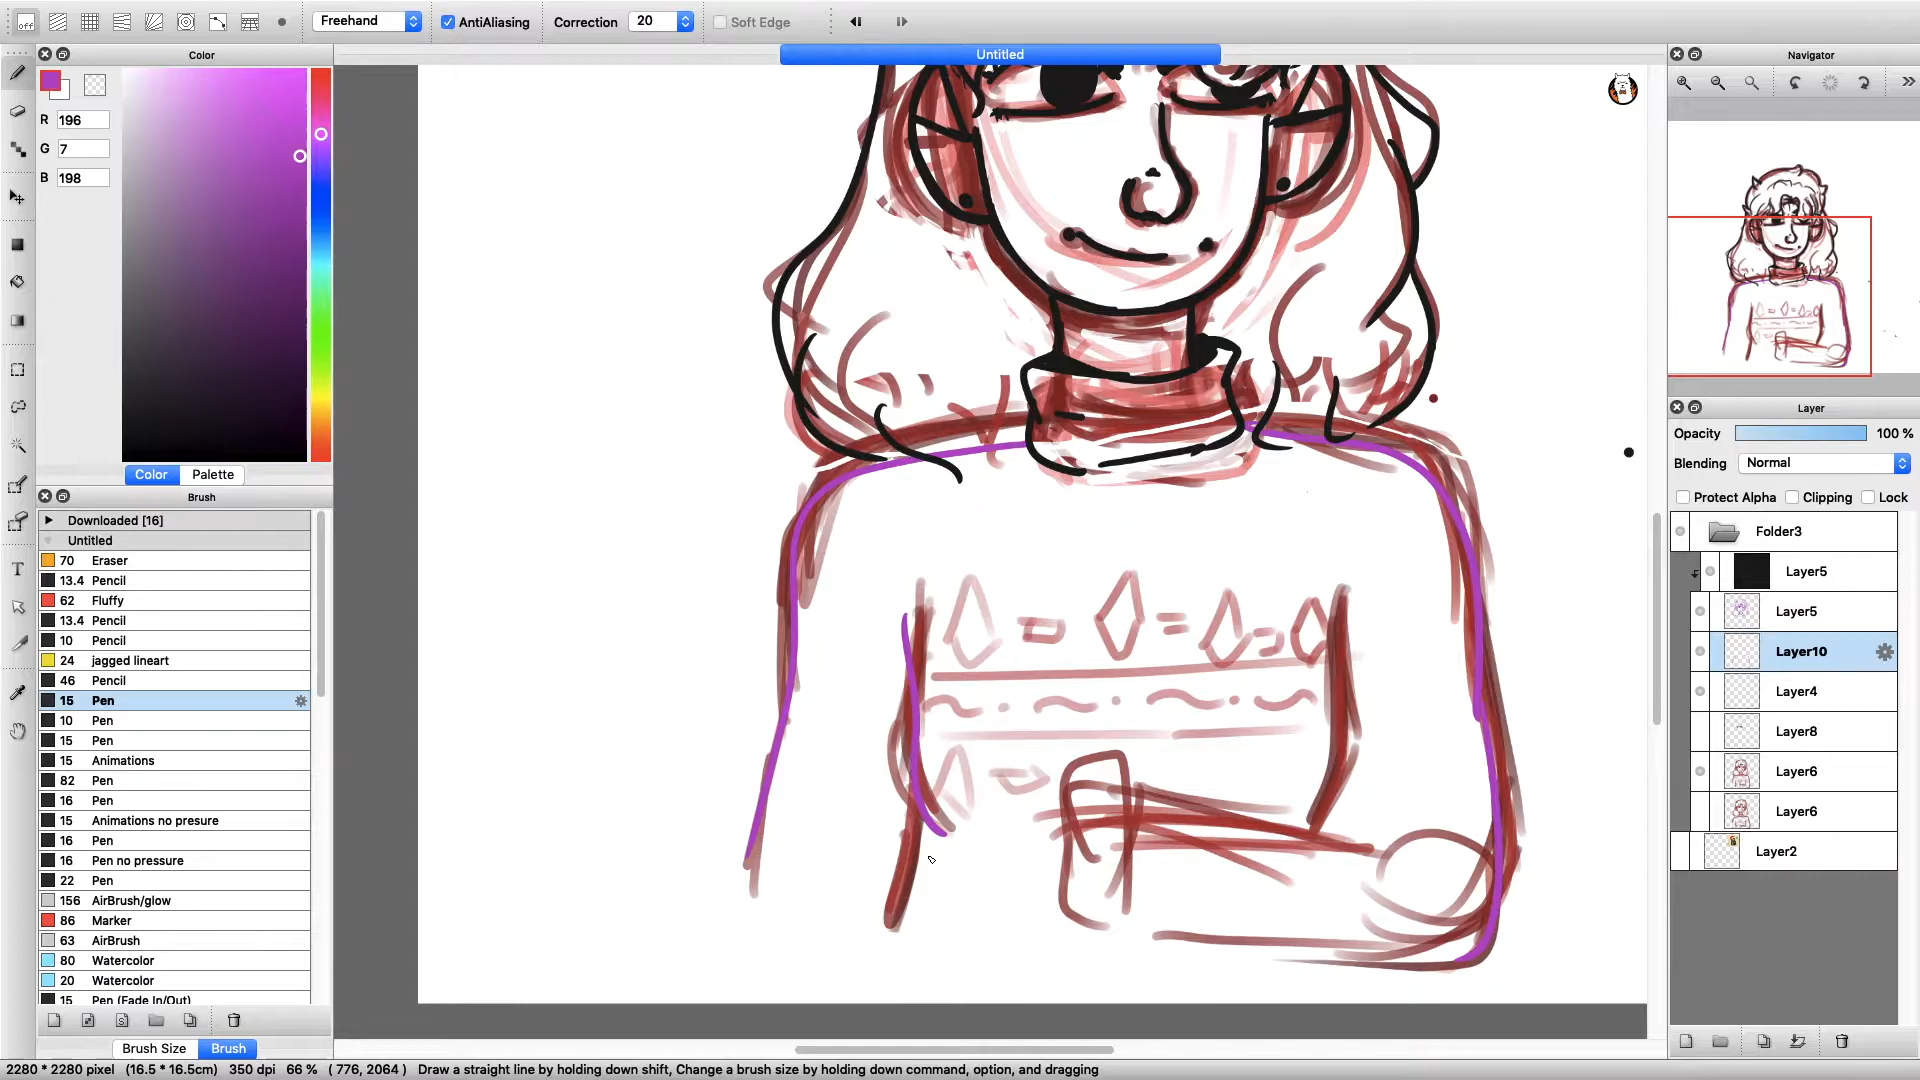 off
Freehand
AntiAliasing
Correction
20
Soft Edge
Color
Untitled
Navigator
R 196
G 7
B 198
Color
Palette
Brush
Downloaded [16]
Untitled
70 Eraser
13.4 Pencil
62 Fluffy
13.4 Pencil
10 Pencil
24 jagged lineart
46 Pencil
15 Pen
10 Pen
15 Pen
15 Animations
82 Pen
16 Pen
15 Animations no presure
16 Pen
16 Pen no pressure
22 Pen
156 AirBrush/glow
86 Marker
63 AirBrush
80 Watercolor
20 Watercolor
15 Pen (Fade In/Out)
Brush Size
Brush
Layer
Opacity 100 %
Blending Normal
Protect Alpha
Clipping
Lock
Folder3
Layer5
Layer5
Layer10
Layer4
Layer8
Layer6
Layer6
Layer2
2280 * 2280 pixel (16.5 * 16.5cm) 350 dpi 66 % ( 776, 2064 ) Draw a straight line by holding down shift, Change a brush size by holding down command, option, and dragging